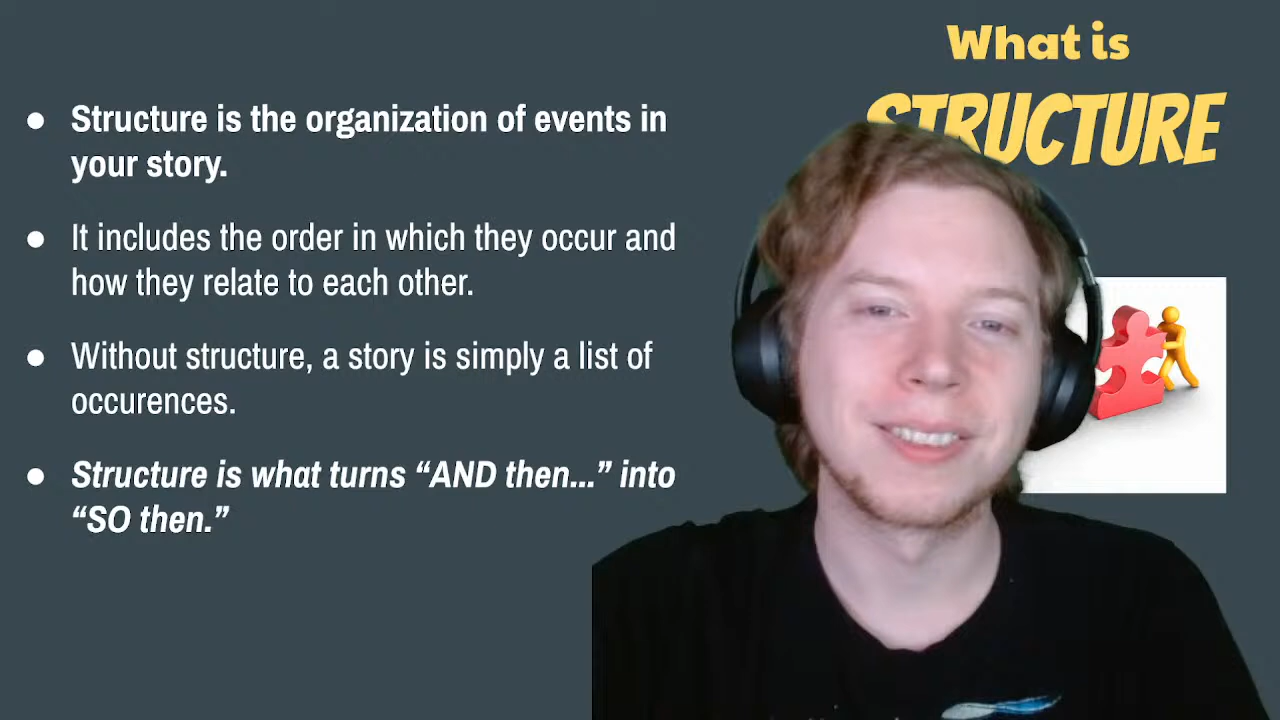 What is
STRUCTURE
● Structure is the organization of events in
your story.
● It includes the order in which they occur and
how they relate to each other.
● Without structure, a story is simply a list of
occurences.
● Structure is what turns “AND then...” into
“SO then.”